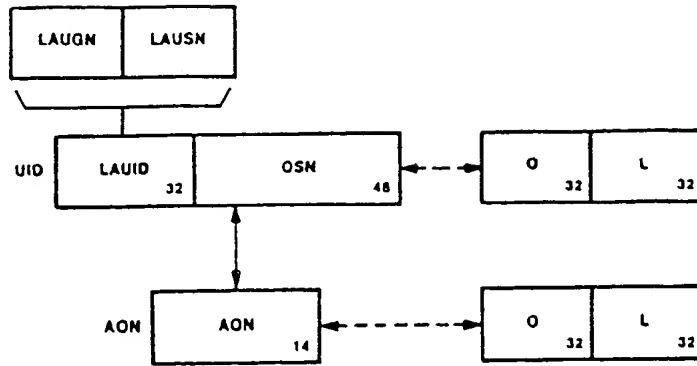 LAUGN LAUSN
UID LAUID 32 OSN 48 O 32 L 32
AON AON 14 O 32 L 32